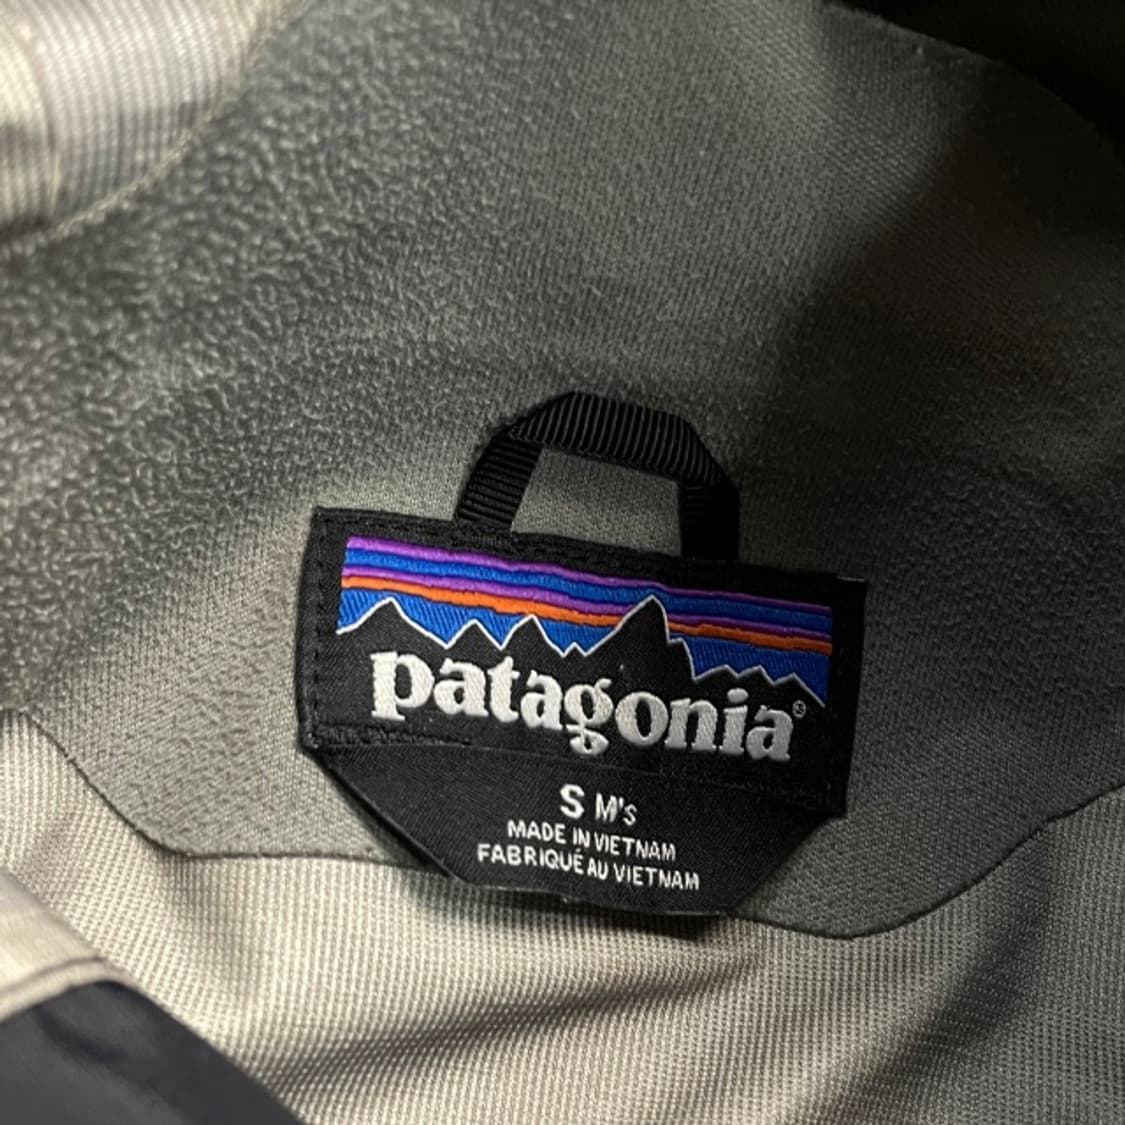 patagonia®
S M's
MADE IN VIETNAM
FABRIQUÉ AU VIETNAM